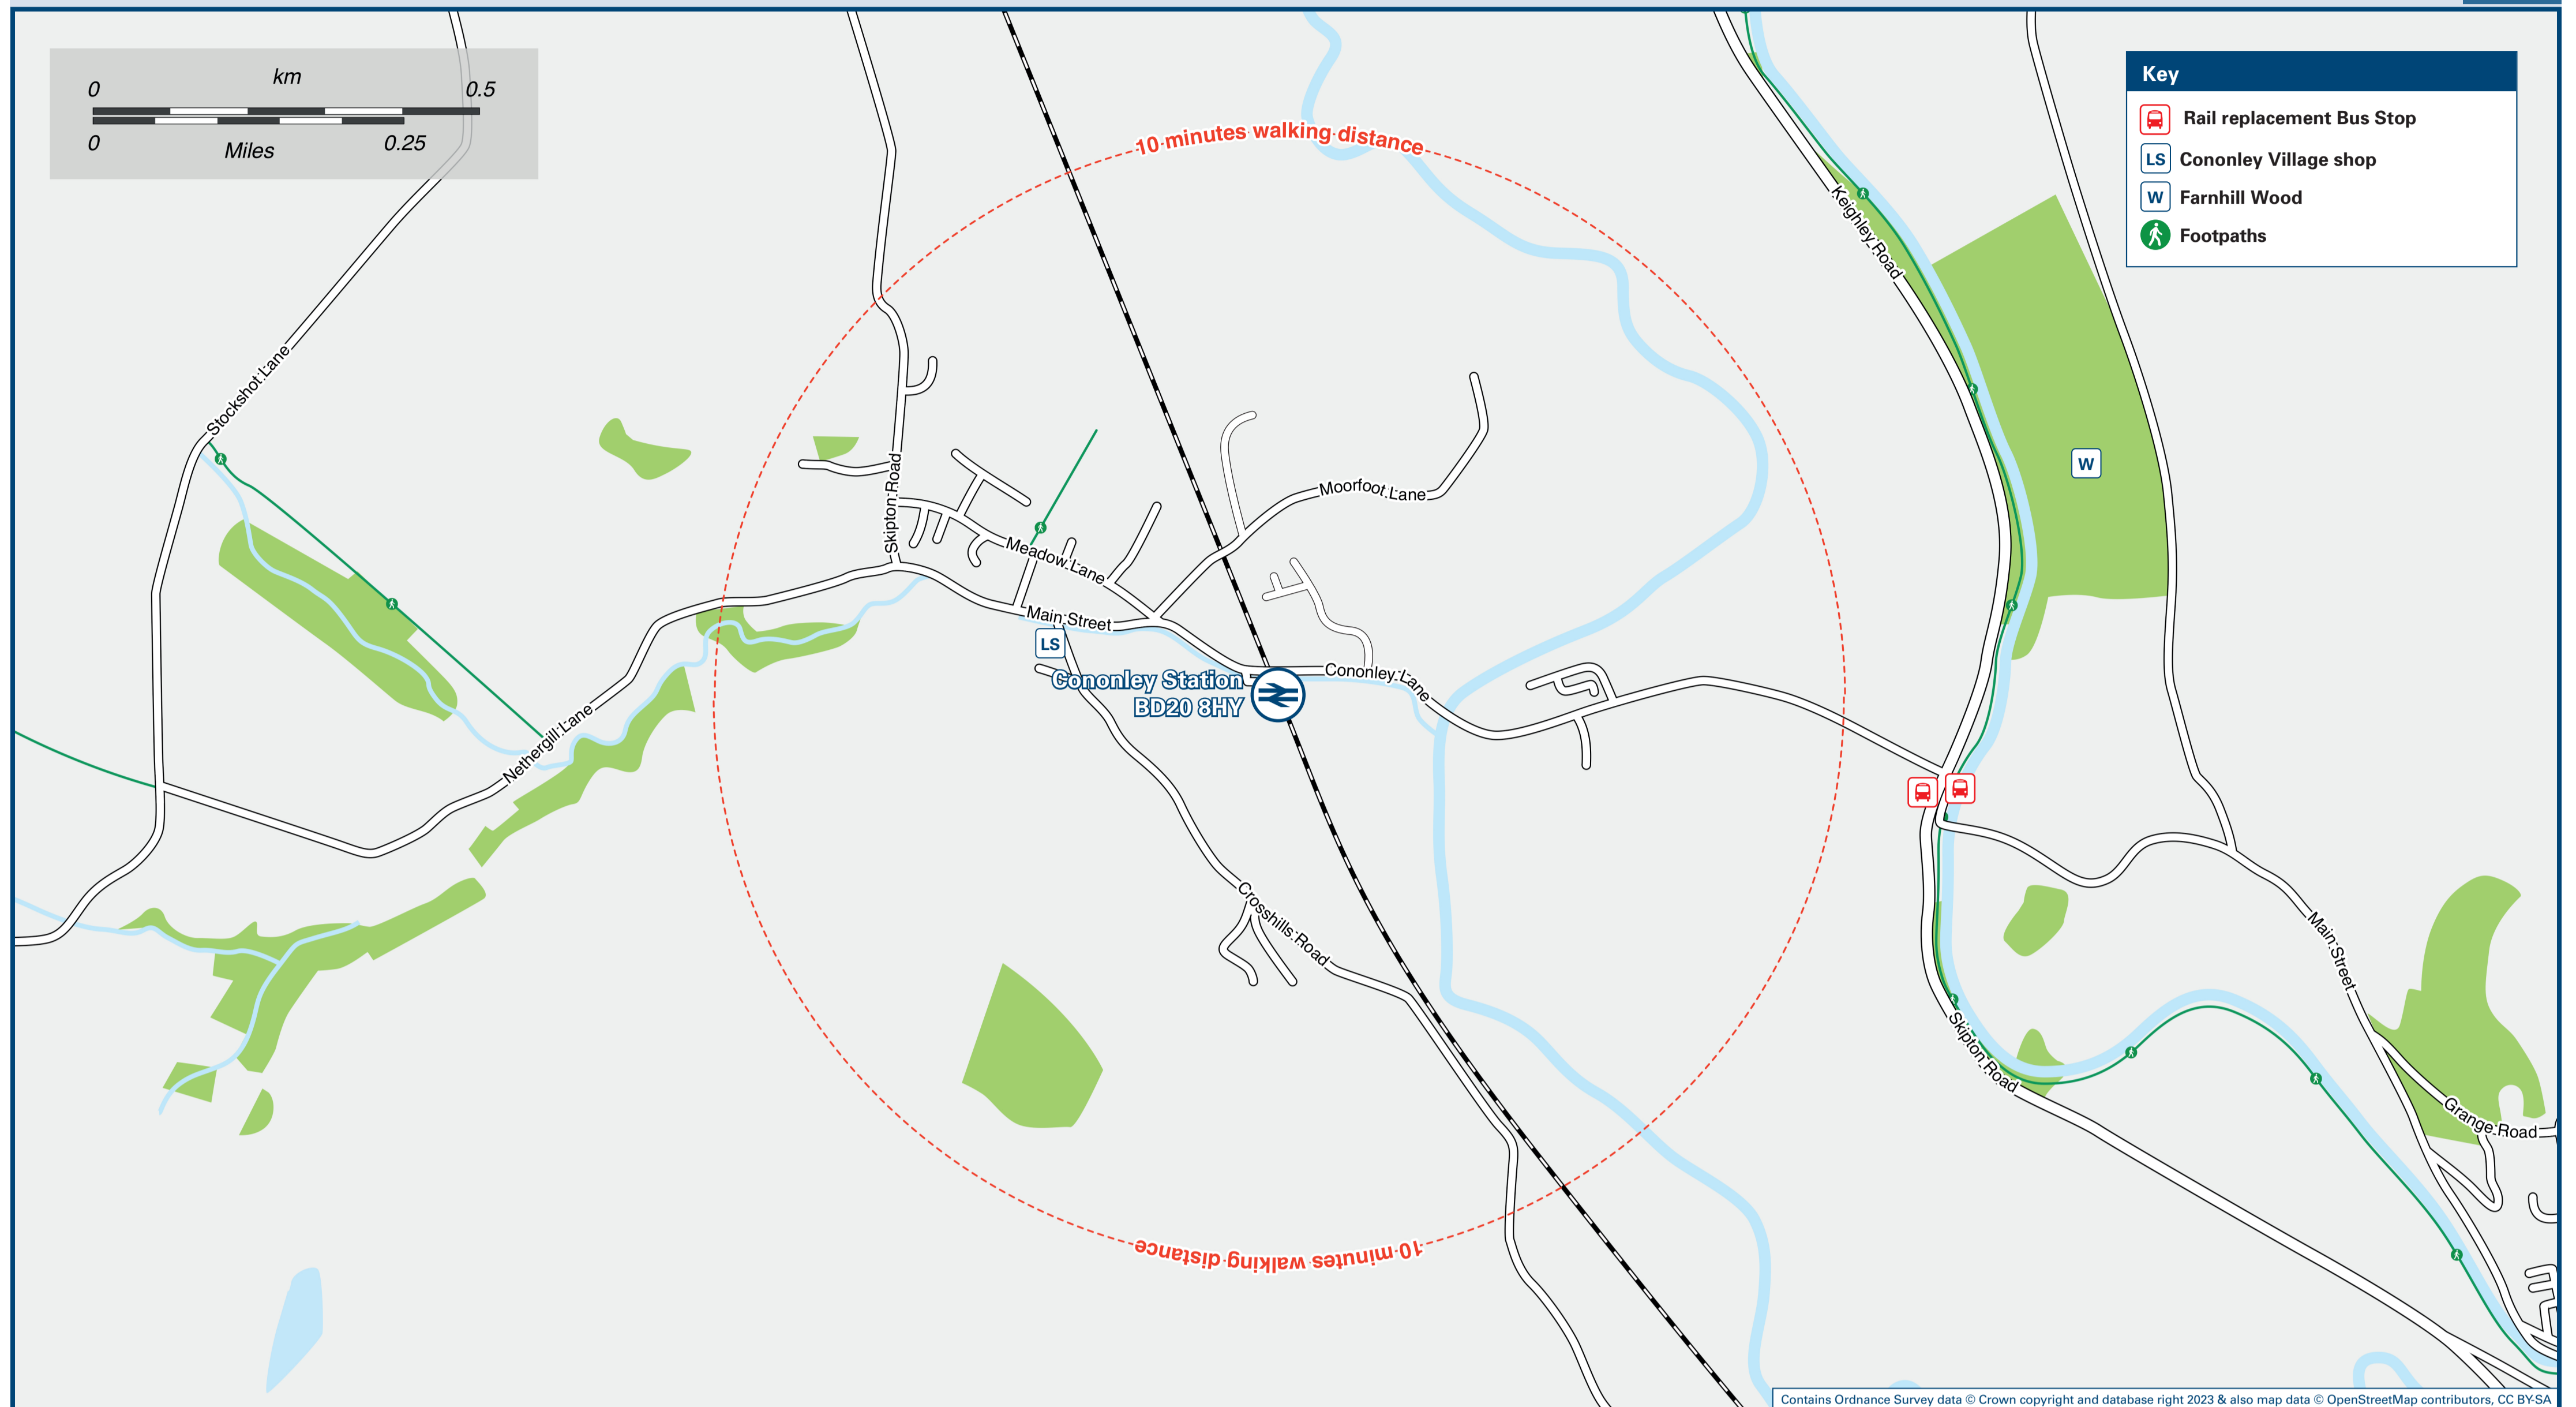 km
0 0.5
0 0.25
Miles
10 minutes walking distance
Key
Rail replacement Bus Stop
LS Cononley Village shop
W Farnhill Wood
Footpaths
Keighley Road
Stockshot Lane
W
Skipton Road
Moorfoot Lane
Meadow Lane
Main Street
LS
Cononley Station
BD20 8HY
Cononley Lane
Nethergill Lane
Crosshills Road
Main Street
Skipton Road
Grange Road
10 minutes walking distance
Contains Ordnance Survey data © Crown copyright and database right 2023 & also map data © OpenStreetMap contributors, CC BY-SA